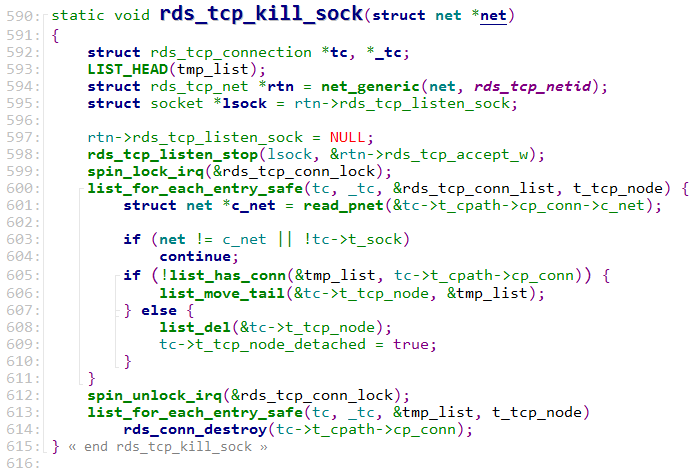 590: static void rds_tcp_kill_sock(struct net *net)
591: {
592:     struct rds_tcp_connection *tc, *_tc;
593:     LIST_HEAD(tmp_list);
594:     struct rds_tcp_net *rtn = net_generic(net, rds_tcp_netid);
595:     struct socket *lsock = rtn->rds_tcp_listen_sock;
596:
597:     rtn->rds_tcp_listen_sock = NULL;
598:     rds_tcp_listen_stop(lsock, &rtn->rds_tcp_accept_w);
599:     spin_lock_irq(&rds_tcp_conn_lock);
600:     list_for_each_entry_safe(tc, _tc, &rds_tcp_conn_list, t_tcp_node) {
601:         struct net *c_net = read_pnet(&tc->t_cpath->cp_conn->c_net);
602:
603:         if (net != c_net || !tc->t_sock)
604:             continue;
605:         if (!list_has_conn(&tmp_list, tc->t_cpath->cp_conn)) {
606:             list_move_tail(&tc->t_tcp_node, &tmp_list);
607:         } else {
608:             list_del(&tc->t_tcp_node);
609:             tc->t_tcp_node_detached = true;
610:         }
611:     }
612:     spin_unlock_irq(&rds_tcp_conn_lock);
613:     list_for_each_entry_safe(tc, _tc, &tmp_list, t_tcp_node)
614:         rds_conn_destroy(tc->t_cpath->cp_conn);
615: } « end rds_tcp_kill_sock »
616: